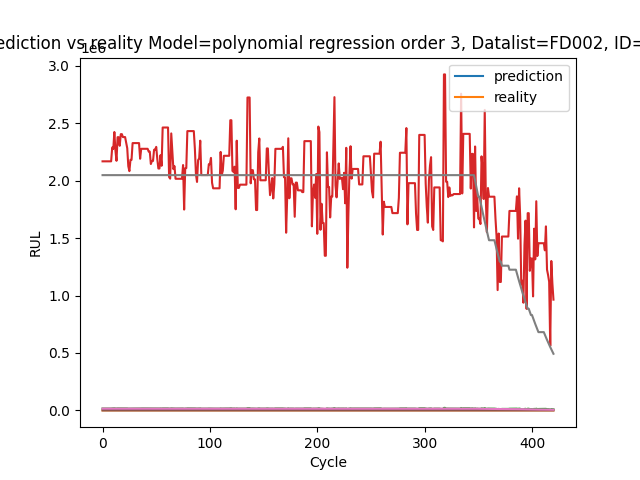 ediction vs reality Model=polynomial regression order 3, Datalist=FD002, ID=
1e6
prediction
reality
3.0
2.5
2.0
1.5
1.0
0.5
0.0
RUL
0 100 200 300 400
Cycle